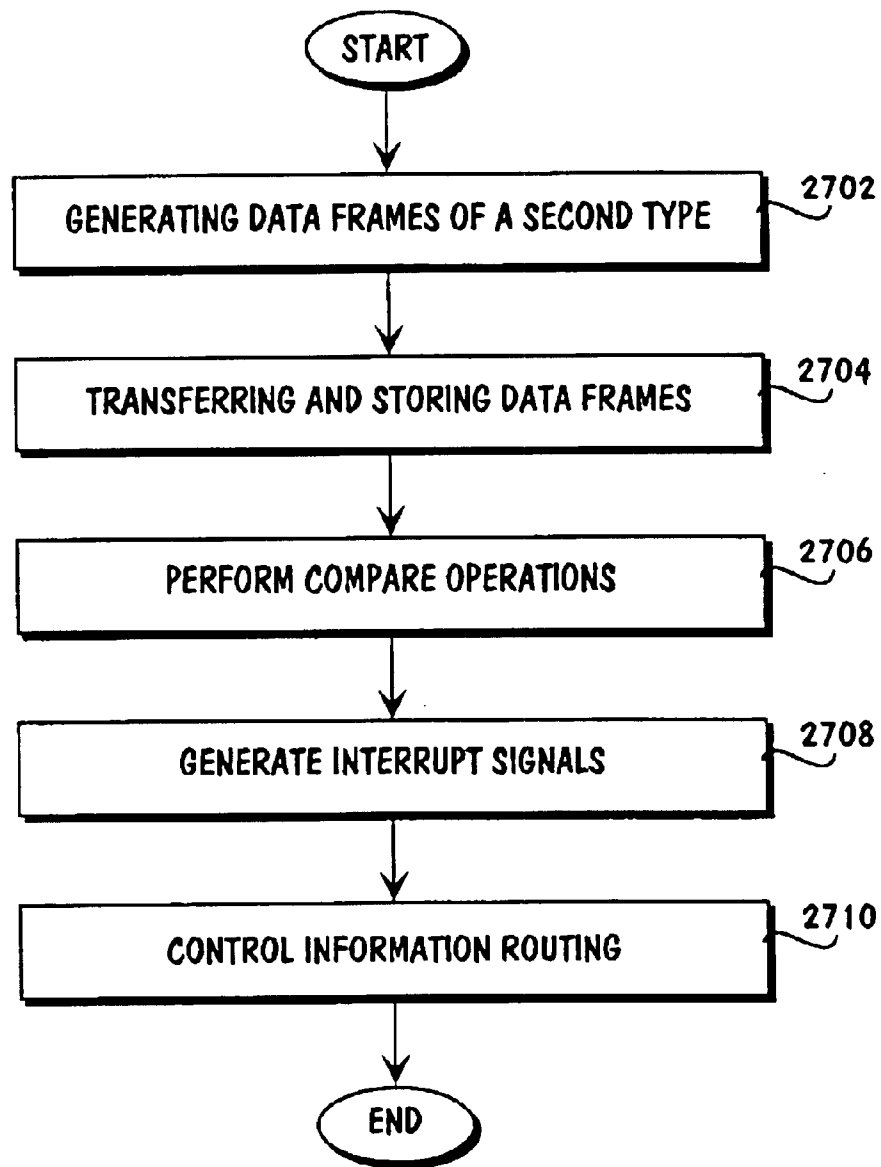 START
GENERATING DATA FRAMES OF A SECOND TYPE
2702
TRANSFERRING AND STORING DATA FRAMES
2704
PERFORM COMPARE OPERATIONS
2706
GENERATE INTERRUPT SIGNALS
2708
CONTROL INFORMATION ROUTING
2710
END